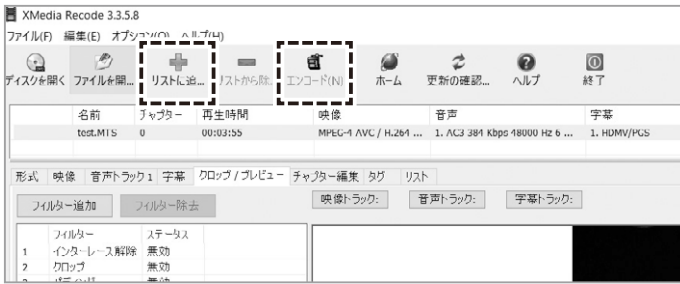 XMedia Recode 3.3.5.8
ファイル(F) 編集(E) オプション(O) ヘルプ(H)
ディスクを開く ファイルを開... リストに追... リストから除... エンコード(N) ホーム 更新の確認... ヘルプ 終了
名前 チャプター 再生時間 映像 音声 字幕
test.MTS 0 00:03:55 MPEG-4 AVC / H.264 ... 1. AC3 384 Kbps 48000 Hz 6 ... 1. HDMV/PGS
形式 映像 音声トラック1 字幕 クロップ / プレビュー チャプター編集 タグ リスト
フィルター追加 フィルター除去 映像トラック: 音声トラック: 字幕トラック:
フィルター ステータス
1 インターレース解除 無効
2 クロップ 無効